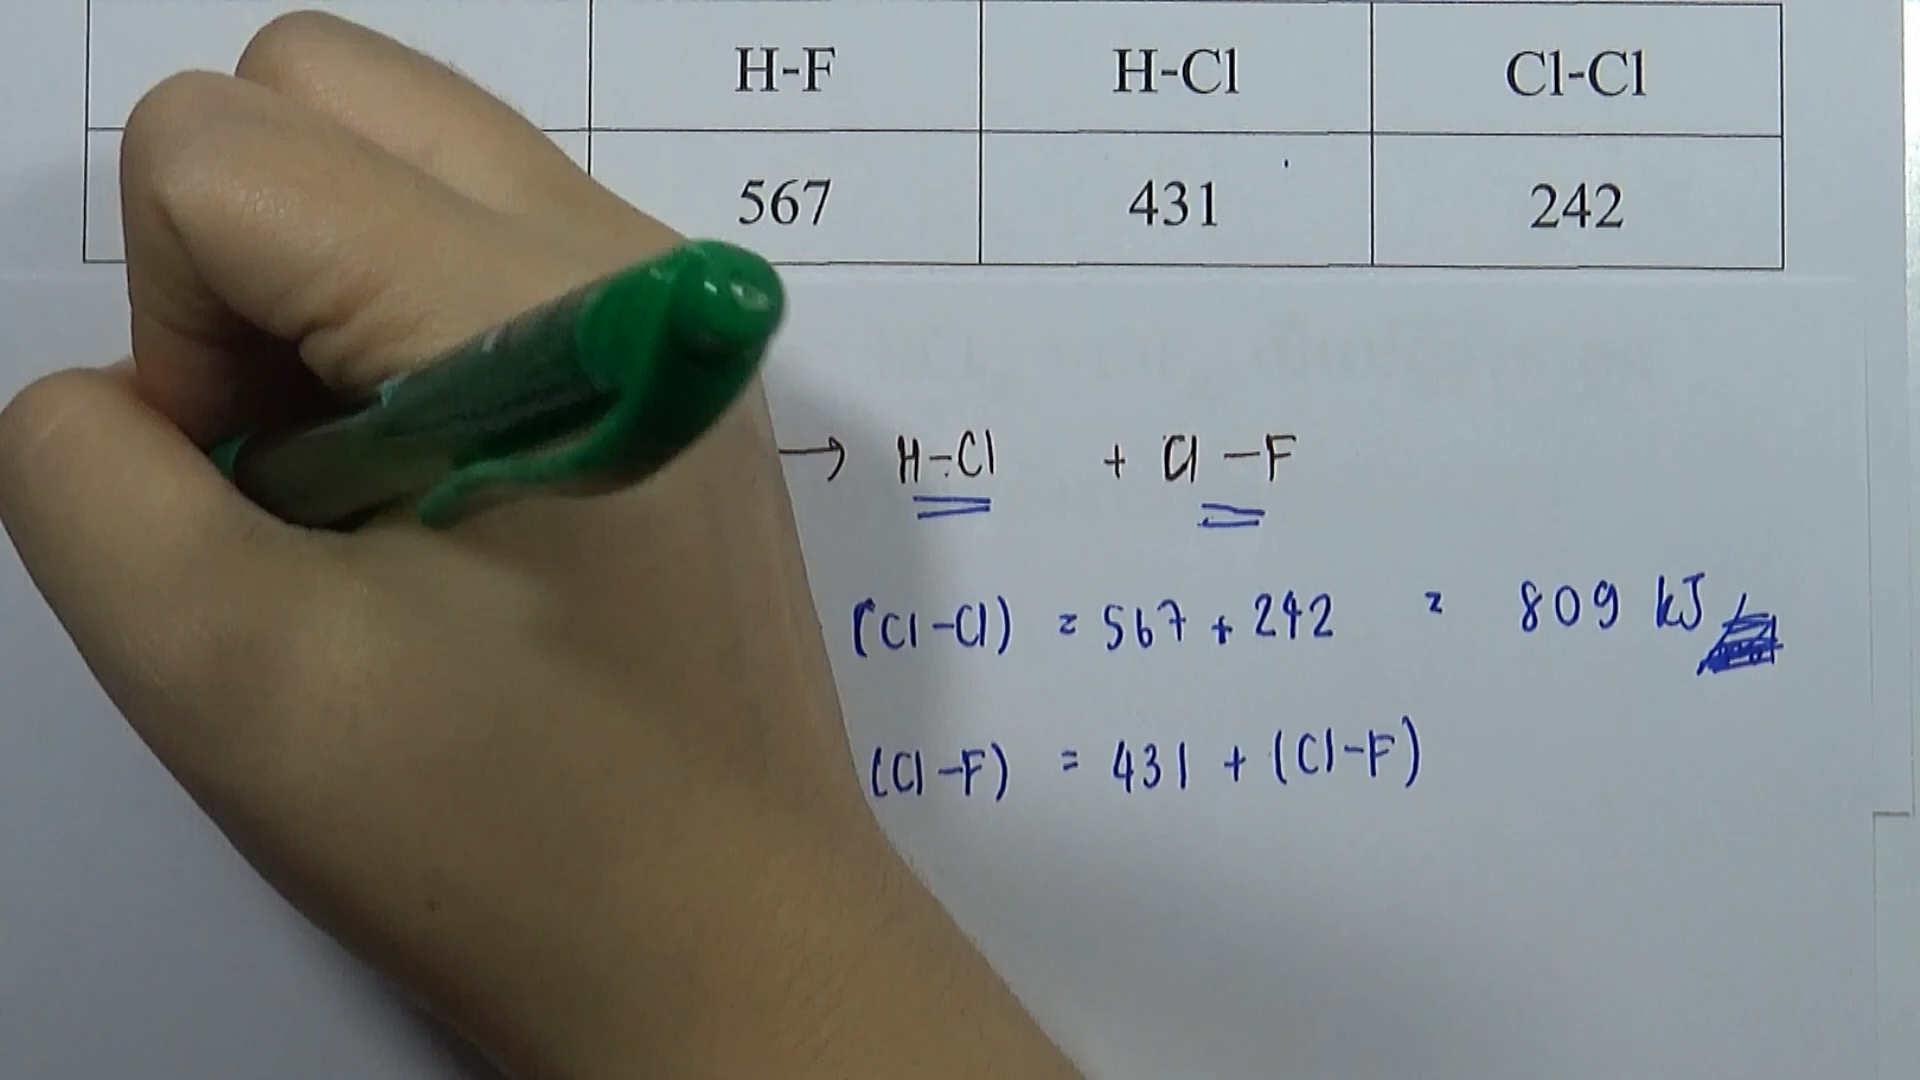 H-F H-Cl Cl-Cl
567 431 242
→ H-Cl + Cl-F
(Cl-Cl) = 567 + 242 = 809 kJ
(Cl-F) = 431 + (Cl-F)